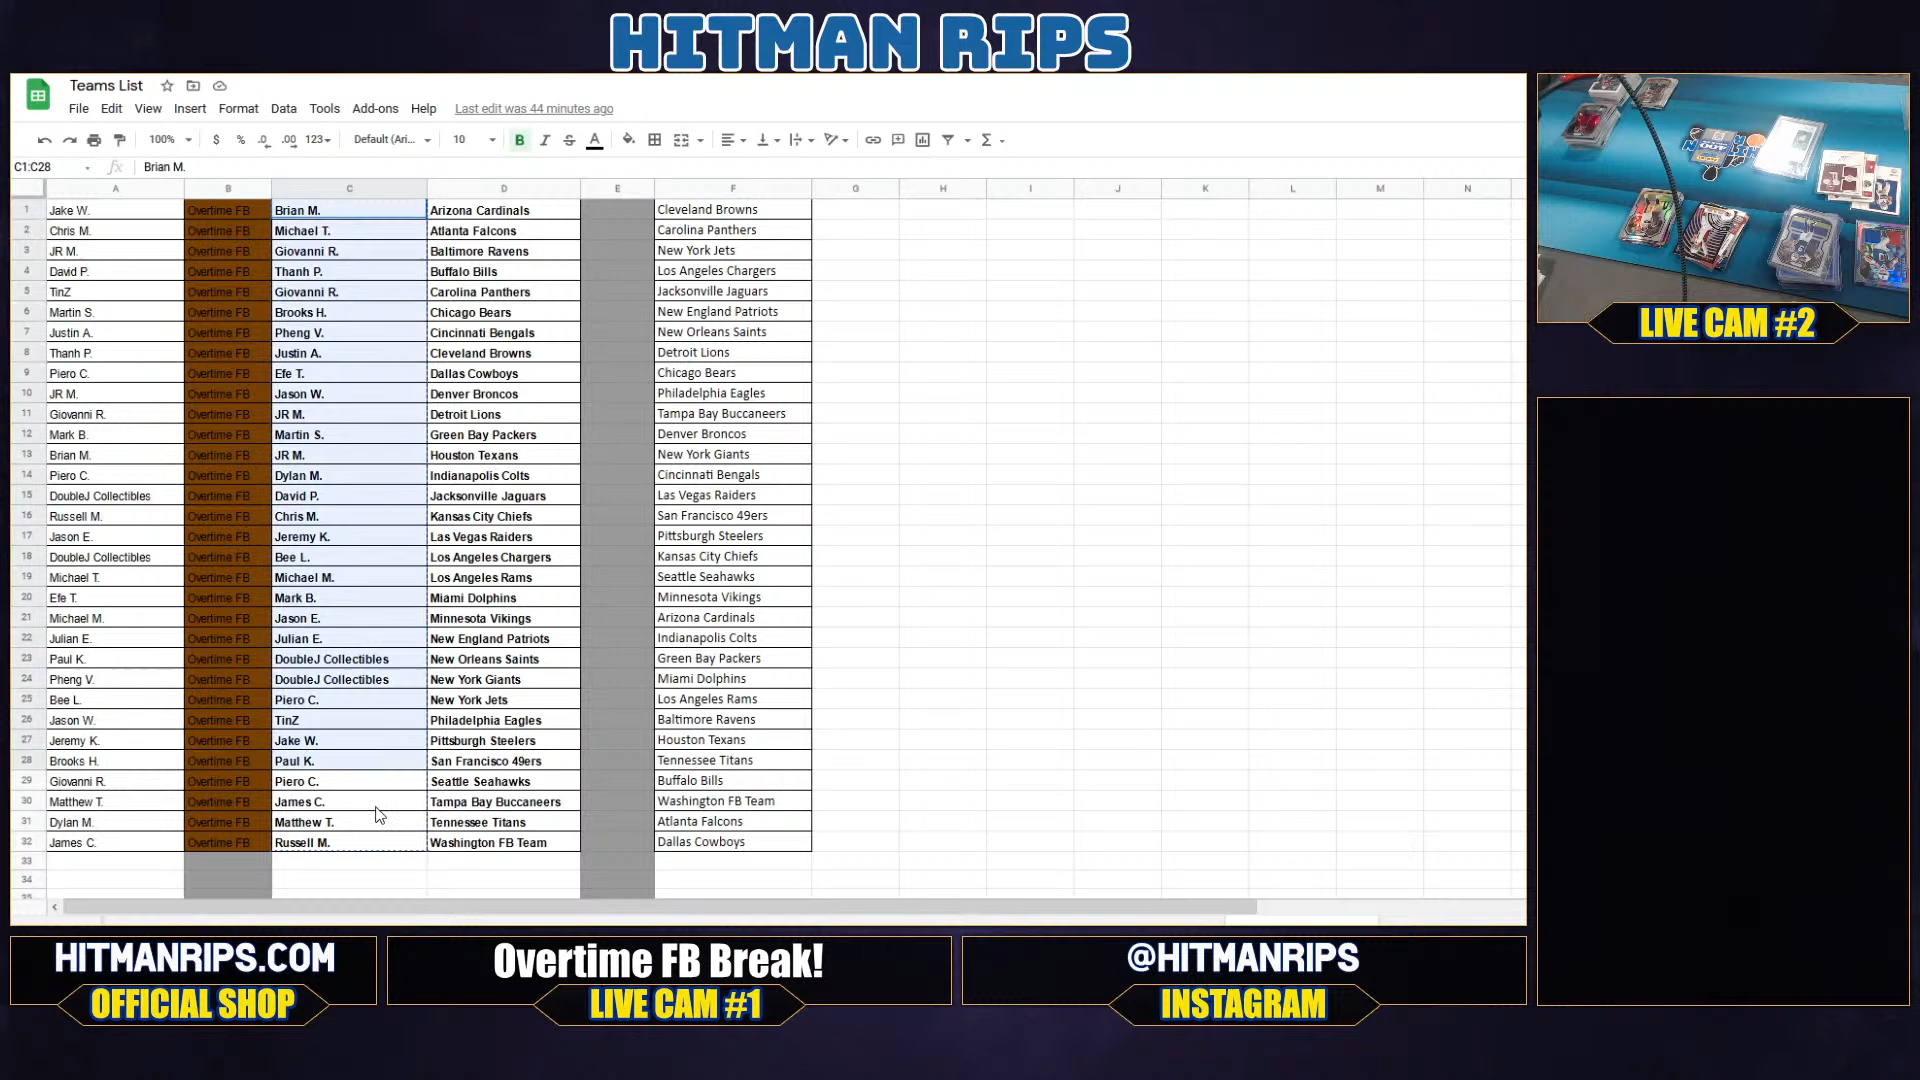 HITMAN RIPS
Teams List
File Edit View Insert Format Data Tools Add-ons Help Last edit was 44 minutes ago
100% $ % .0 .00 123 Default (Ari... 10 B I S A Σ
C1:C28 fx Brian M.
A B C D E F G H I J K L M N
1 Jake W. Overtime FB Brian M. Arizona Cardinals Cleveland Browns
2 Chris M. Overtime FB Michael T. Atlanta Falcons Carolina Panthers
3 JR M. Overtime FB Giovanni R. Baltimore Ravens New York Jets
4 David P. Overtime FB Thanh P. Buffalo Bills Los Angeles Chargers
5 TinZ Overtime FB Giovanni R. Carolina Panthers Jacksonville Jaguars
6 Martin S. Overtime FB Brooks H. Chicago Bears New England Patriots
7 Justin A. Overtime FB Pheng V. Cincinnati Bengals New Orleans Saints
8 Thanh P. Overtime FB Justin A. Cleveland Browns Detroit Lions
9 Piero C. Overtime FB Efe T. Dallas Cowboys Chicago Bears
10 JR M. Overtime FB Jason W. Denver Broncos Philadelphia Eagles
11 Giovanni R. Overtime FB JR M. Detroit Lions Tampa Bay Buccaneers
12 Mark B. Overtime FB Martin S. Green Bay Packers Denver Broncos
13 Brian M. Overtime FB JR M. Houston Texans New York Giants
14 Piero C. Overtime FB Dylan M. Indianapolis Colts Cincinnati Bengals
15 DoubleJ Collectibles Overtime FB David P. Jacksonville Jaguars Las Vegas Raiders
16 Russell M. Overtime FB Chris M. Kansas City Chiefs San Francisco 49ers
17 Jason E. Overtime FB Jeremy K. Las Vegas Raiders Pittsburgh Steelers
18 DoubleJ Collectibles Overtime FB Bee L. Los Angeles Chargers Kansas City Chiefs
19 Michael T. Overtime FB Michael M. Los Angeles Rams Seattle Seahawks
20 Efe T. Overtime FB Mark B. Miami Dolphins Minnesota Vikings
21 Michael M. Overtime FB Jason E. Minnesota Vikings Arizona Cardinals
22 Julian E. Overtime FB Julian E. New England Patriots Indianapolis Colts
23 Paul K. Overtime FB DoubleJ Collectibles New Orleans Saints Green Bay Packers
24 Pheng V. Overtime FB DoubleJ Collectibles New York Giants Miami Dolphins
25 Bee L. Overtime FB Piero C. New York Jets Los Angeles Rams
26 Jason W. Overtime FB TinZ Philadelphia Eagles Baltimore Ravens
27 Jeremy K. Overtime FB Jake W. Pittsburgh Steelers Houston Texans
28 Brooks H. Overtime FB Paul K. San Francisco 49ers Tennessee Titans
29 Giovanni R. Overtime FB Piero C. Seattle Seahawks Buffalo Bills
30 Matthew T. Overtime FB James C. Tampa Bay Buccaneers Washington FB Team
31 Dylan M. Overtime FB Matthew T. Tennessee Titans Atlanta Falcons
32 James C. Overtime FB Russell M. Washington FB Team Dallas Cowboys
33
34
35
LIVE CAM #2
HITMANRIPS.COM
OFFICIAL SHOP
Overtime FB Break!
LIVE CAM #1
@HITMANRIPS
INSTAGRAM